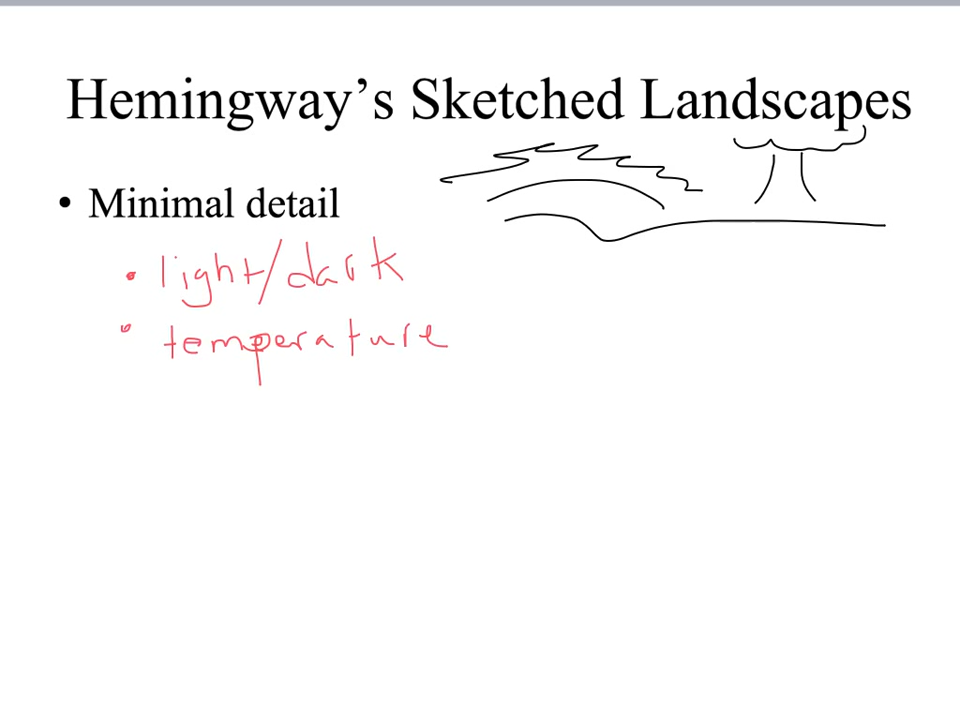 Hemingway’s Sketched Landscapes
• Minimal detail
• light/dark
• temperature